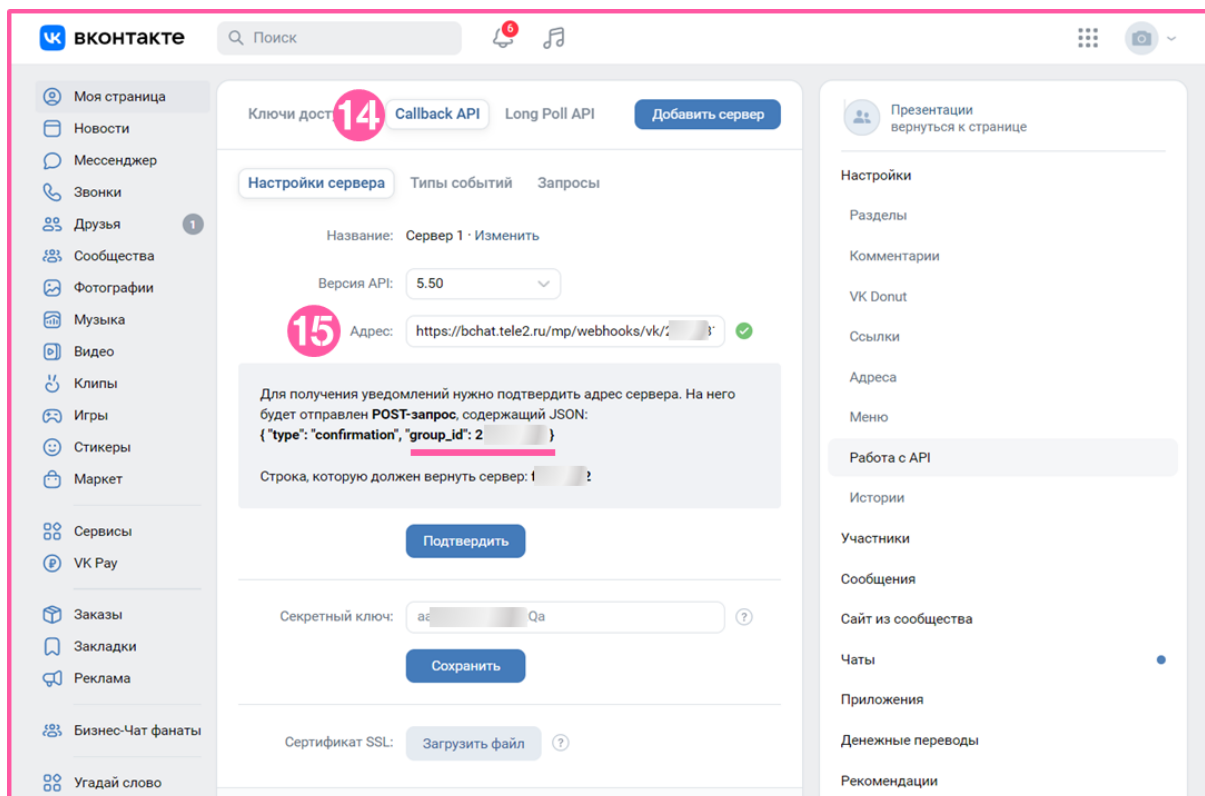 вконтакте
Поиск
6
Моя страница
Новости
Мессенджер
Звонки
Друзья
1
Сообщества
Фотографии
Музыка
Видео
Клипы
Игры
Стикеры
Маркет
Сервисы
VK Pay
Заказы
Закладки
Реклама
Бизнес-Чат фанаты
Угадай слово
Ключи дост 14 Callback API Long Poll API Добавить сервер
Настройки сервера Типы событий Запросы
Название: Сервер 1 · Изменить
Версия API: 5.50
15 Адрес: https://bchat.tele2.ru/mp/webhooks/vk/
Для получения уведомлений нужно подтвердить адрес сервера. На него
будет отправлен POST-запрос, содержащий JSON:
{ "type": "confirmation", "group_id": 2 }
Строка, которую должен вернуть сервер: 2
Подтвердить
Секретный ключ: Qa ?
Сохранить
Сертификат SSL: Загрузить файл ?
Презентации
вернуться к странице
Настройки
Разделы
Комментарии
VK Donut
Ссылки
Адреса
Меню
Работа с API
Истории
Участники
Сообщения
Сайт из сообщества
Чаты
Приложения
Денежные переводы
Рекомендации